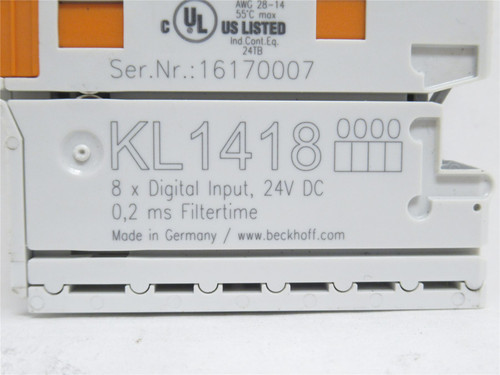 AWG 28-14
55°C max
c UL US LISTED
Ind.Cont.Eq.
24TB
Ser.Nr.:16170007
KL1418 0000
8 x Digital Input, 24V DC
0,2 ms Filtertime
Made in Germany / www.beckhoff.com